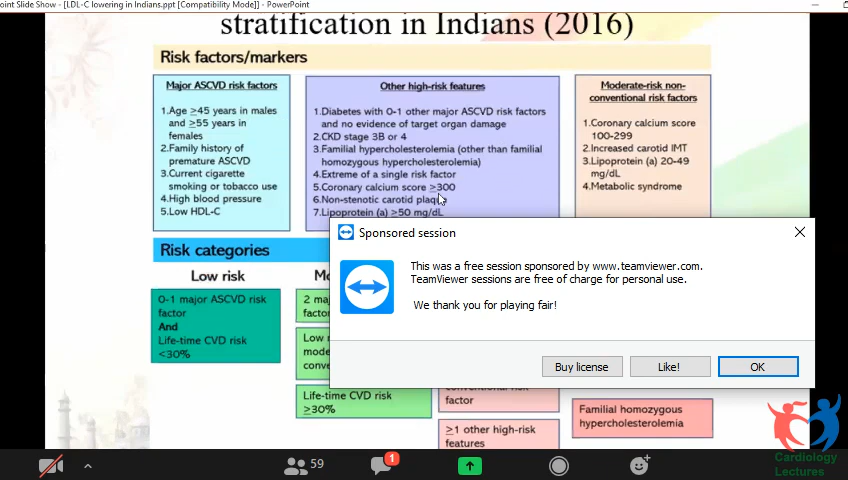 oint Slide Show - [LDL-C lowering in Indians.ppt [Compatibility Mode]] - PowerPoint
stratification in Indians (2016)
Risk factors/markers
Major ASCVD risk factors
1.Age ≥45 years in males
and ≥55 years in
females
2.Family history of
premature ASCVD
3.Current cigarette
smoking or tobacco use
4.High blood pressure
5.Low HDL-C
Other high-risk features
1.Diabetes with 0-1 other major ASCVD risk factors
and no evidence of target organ damage
2.CKD stage 3B or 4
3.Familial hypercholesterolemia (other than familial
homozygous hypercholesterolemia)
4.Extreme of a single risk factor
5.Coronary calcium score ≥300
6.Non-stenotic carotid plaque
7.Lipoprotein (a) ≥50 mg/dL
Moderate-risk non-
conventional risk factors
1.Coronary calcium score
100-299
2.Increased carotid IMT
3.Lipoprotein (a) 20-49
mg/dL
4.Metabolic syndrome
Risk categories
Low risk
0-1 major ASCVD risk
factor
And
Life-time CVD risk
<30%
Mo
2 maj
facto
Low r
mode
conve
Life-time CVD risk
≥30%
conventional risk
factor
≥1 other high-risk
features
Familial homozygous
hypercholesterolemia
Sponsored session
This was a free session sponsored by www.teamviewer.com.
TeamViewer sessions are free of charge for personal use.
We thank you for playing fair!
Buy license
Like!
OK
59
1
Cardiology
Lectures